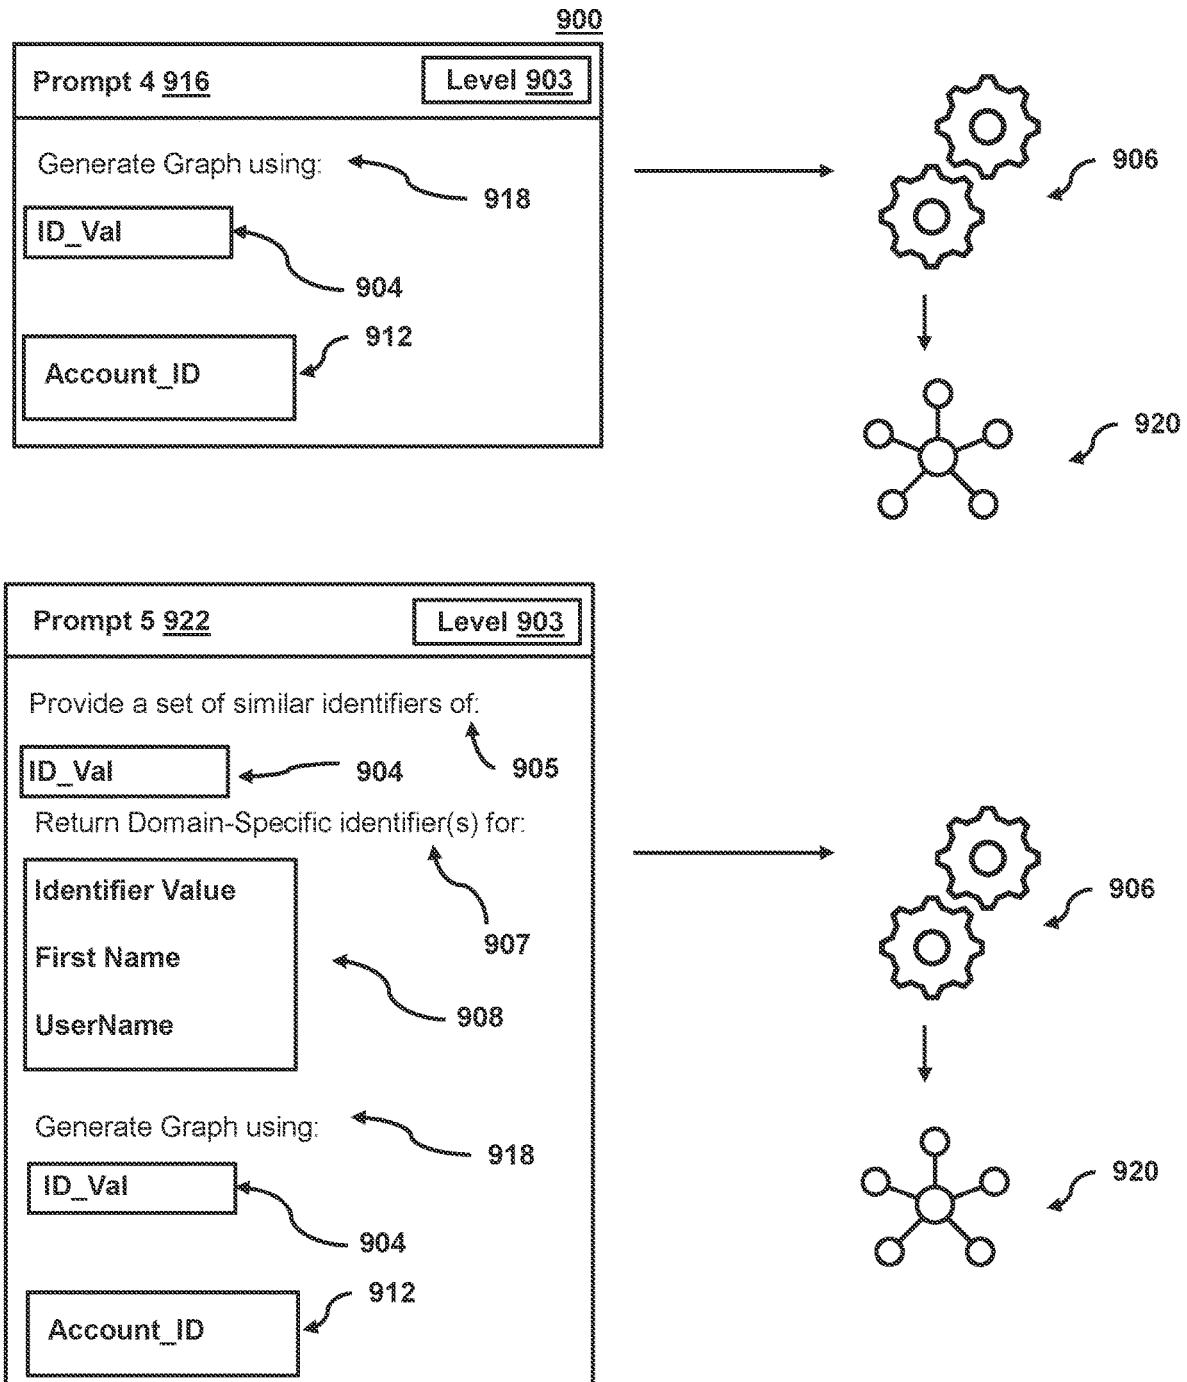 900
Prompt 4 916
Level 903
Generate Graph using:
918
906
ID_Val
904
912
Account_ID
920
Prompt 5 922
Level 903
Provide a set of similar identifiers of:
ID_Val
904
905
Return Domain-Specific identifier(s) for:
Identifier Value
906
907
First Name
908
UserName
Generate Graph using:
918
920
ID_Val
904
912
Account_ID